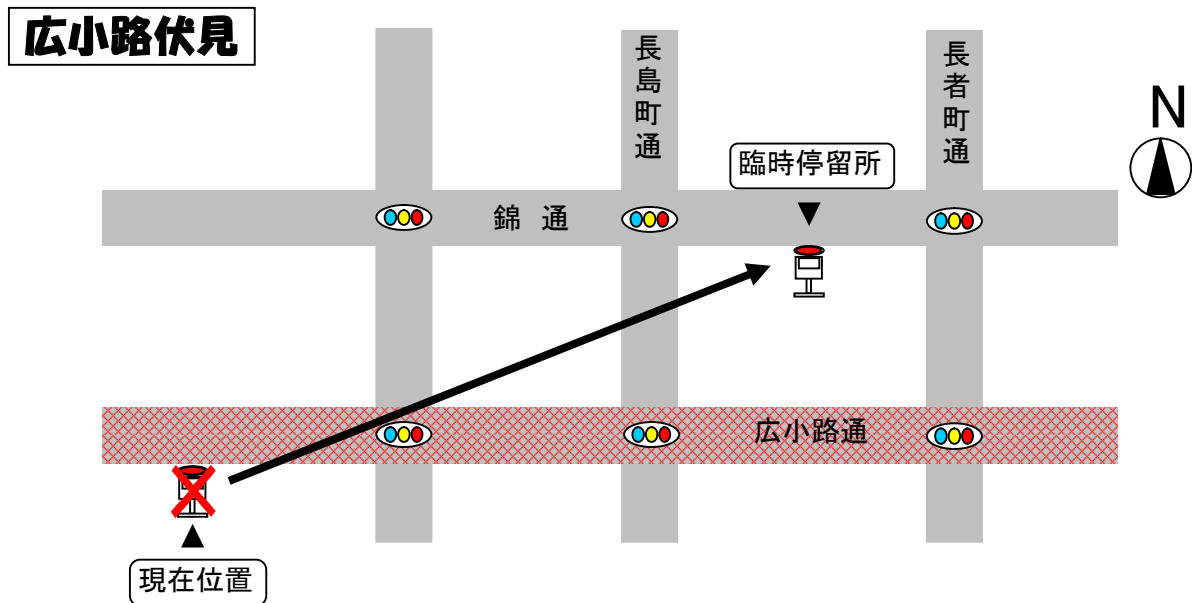 広小路伏見
長島町通
長者町通
N
臨時停留所
錦 通
広小路通
現在位置